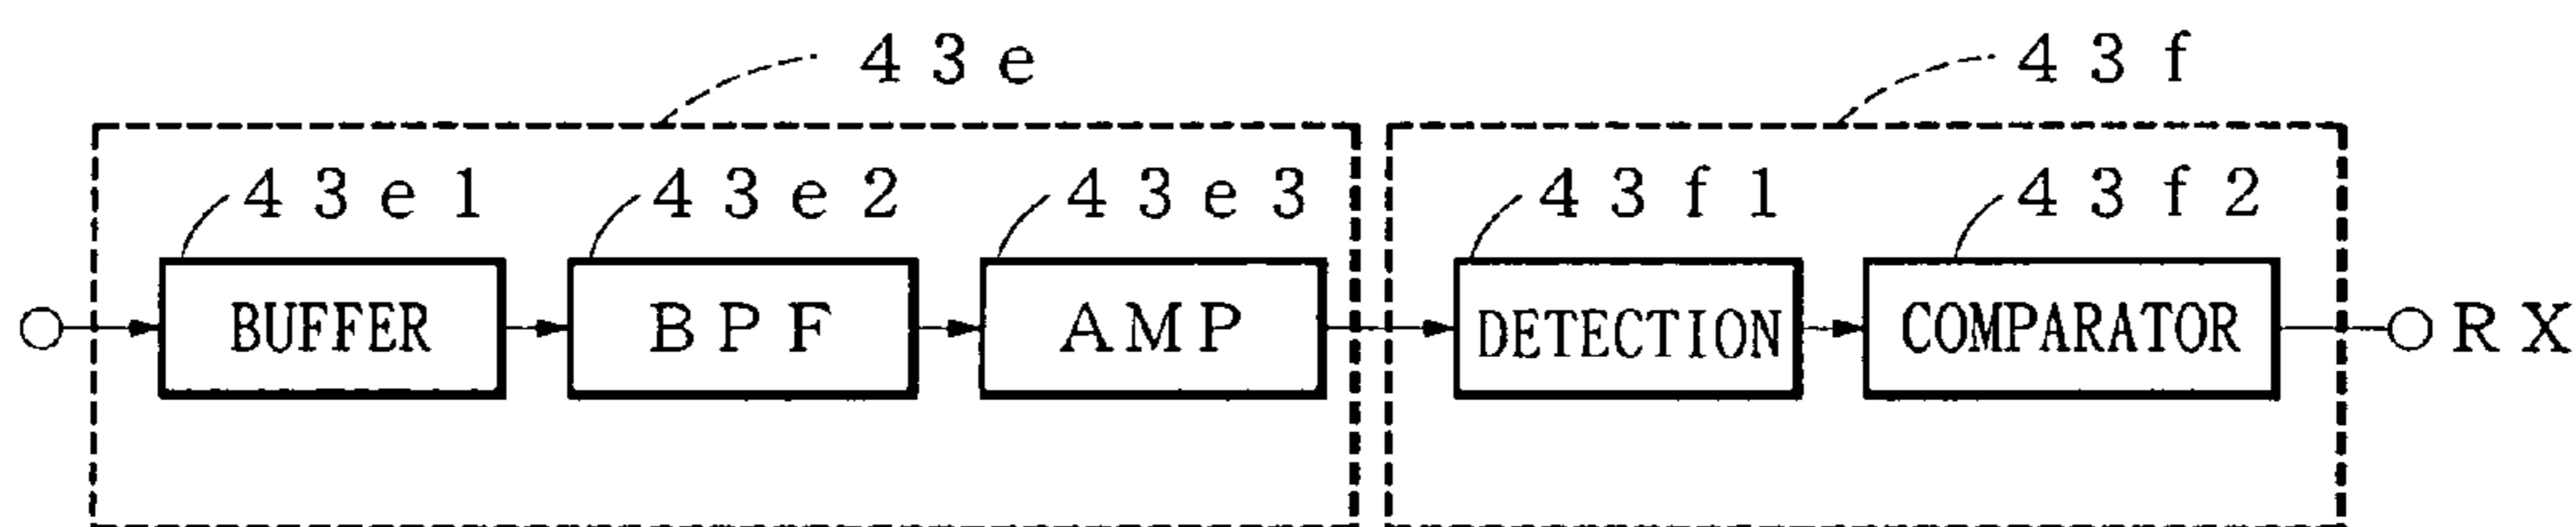 43e 43f
43e1 43e2 43e3 43f1 43f2
BUFFER BPF AMP DETECTION COMPARATOR RX